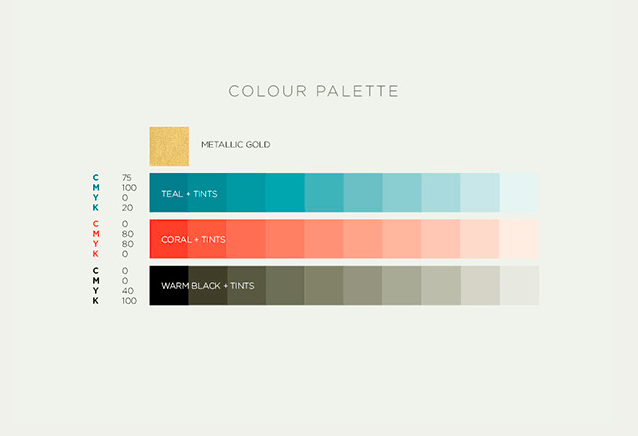 COLOUR PALETTE
METALLIC GOLD
C 75
M 100
Y 0
K 20
TEAL + TINTS
C 0
M 80
Y 80
K 0
CORAL + TINTS
C 0
M 0
Y 40
K 100
WARM BLACK + TINTS